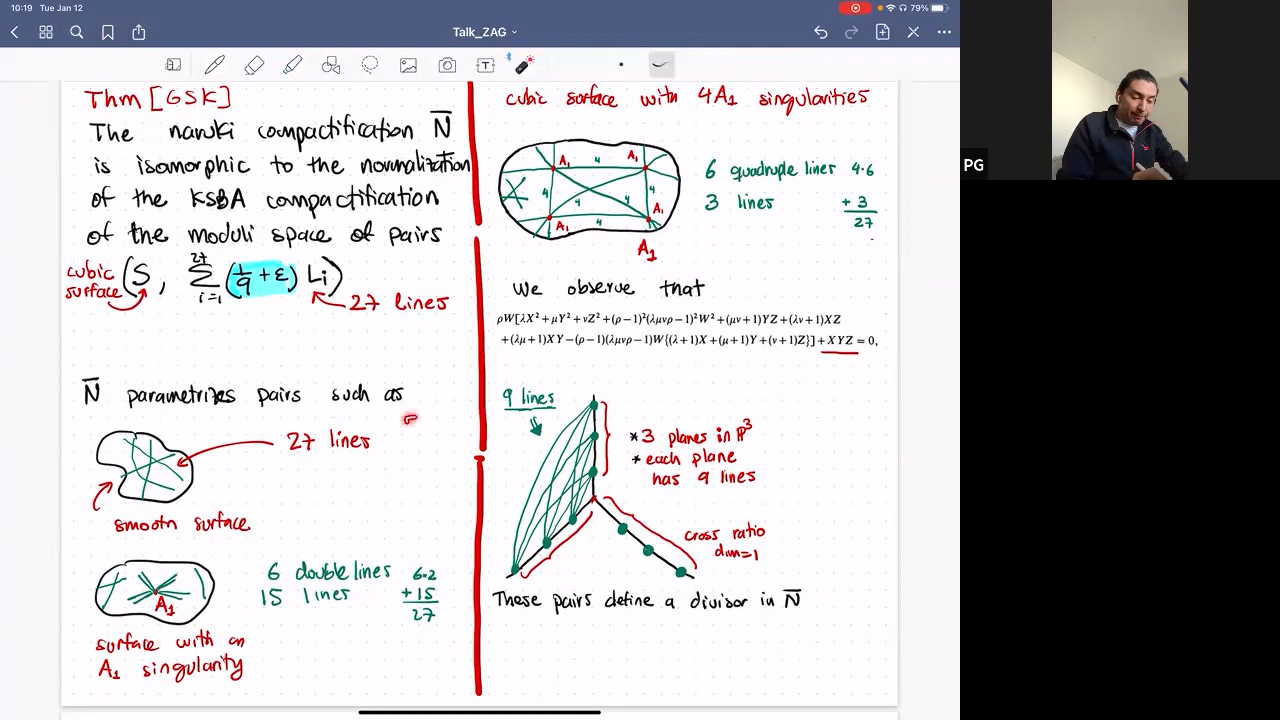 10:19 Tue Jan 12
79%
Talk_ZAG
Thm [GSK]
The naruki compactification N̅
is isomorphic to the normalization
of the KSBA compactification
of the moduli space of pairs
(S, Σ_{i=1}^{27} (1/9 + ε) Li)
cubic
surface
27 lines
N̅ parametrizes pairs such as
27 lines
smooth surface
A1
6 double lines 6·2
15 lines +15
27
surface with an
A1 singularity
cubic surface with 4A1 singularities
A1 4 A1
4 4
4 4
A1 4 A1
A1
6 quadruple lines 4·6
3 lines +3
27
We observe that
ρW[λX²+μY²+νZ²+(ρ−1)²(λμνρ−1)²W²+(μν+1)YZ+(λν+1)XZ
+(λμ+1)XY−(ρ−1)(λμνρ−1)W{(λ+1)X+(μ+1)Y+(ν+1)Z}]+XYZ=0,
9 lines
* 3 planes in P³
* each plane
has 9 lines
cross ratio
dim=1
These pairs define a divisor in N̅
PG